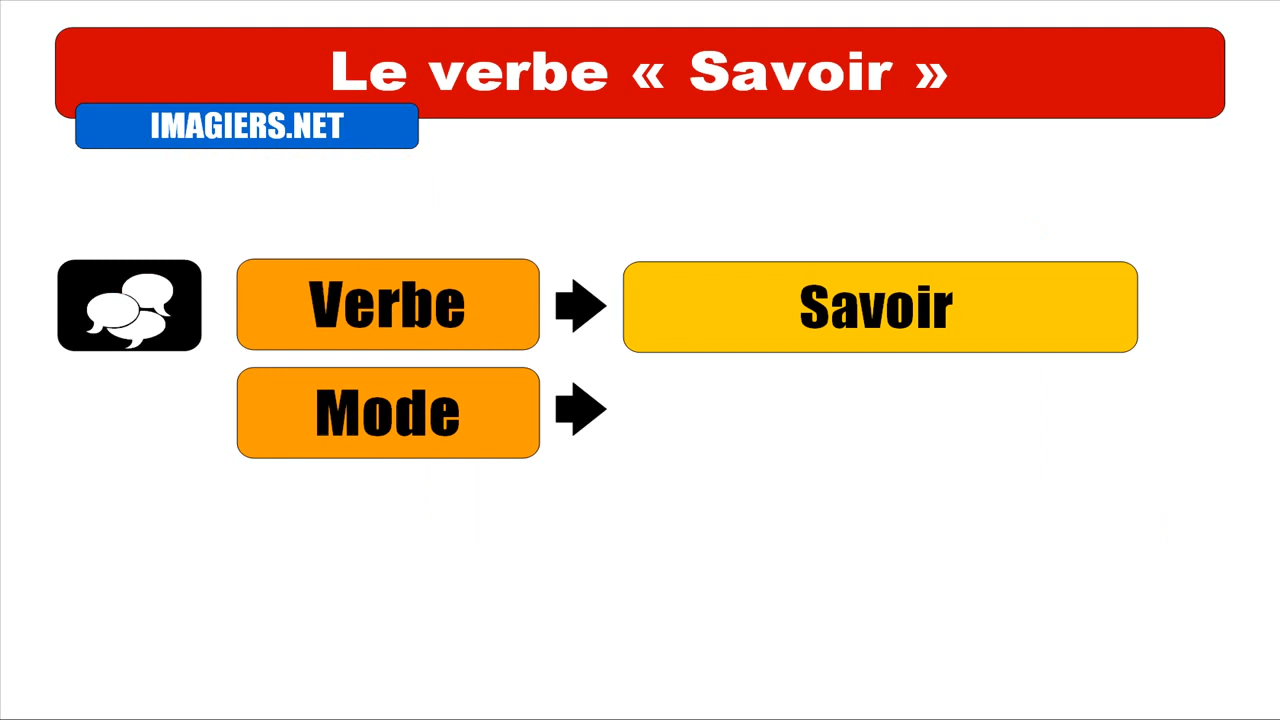 Le verbe « Savoir »
IMAGIERS.NET
Verbe
Savoir
Mode